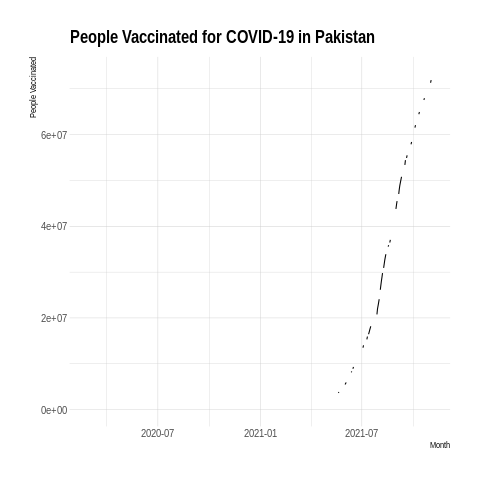 People Vaccinated for COVID-19 in Pakistan
People Vaccinated
6e+07
4e+07
2e+07
0e+00
2020-07 2021-01 2021-07
Month